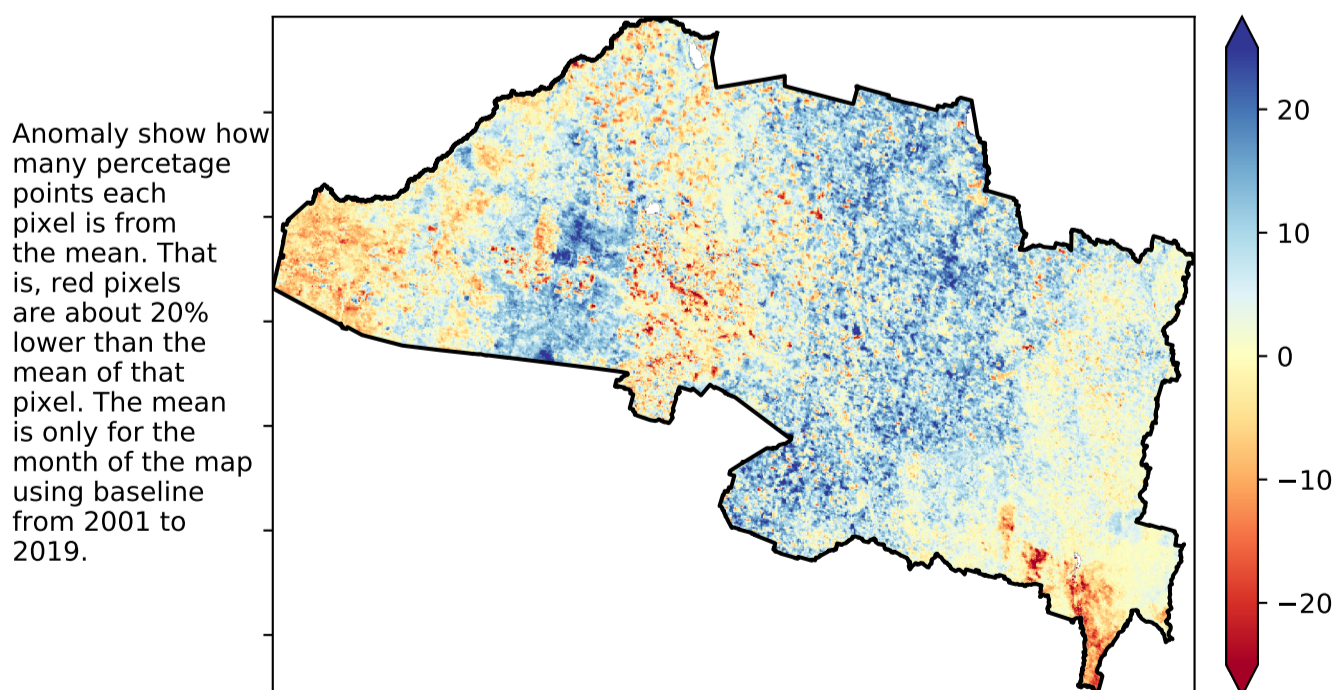 Anomaly show how
many percetage
points each
pixel is from
the mean. That
is, red pixels
are about 20%
lower than the
mean of that
pixel. The mean
is only for the
month of the map
using baseline
from 2001 to
2019.
20
10
0
−10
−20